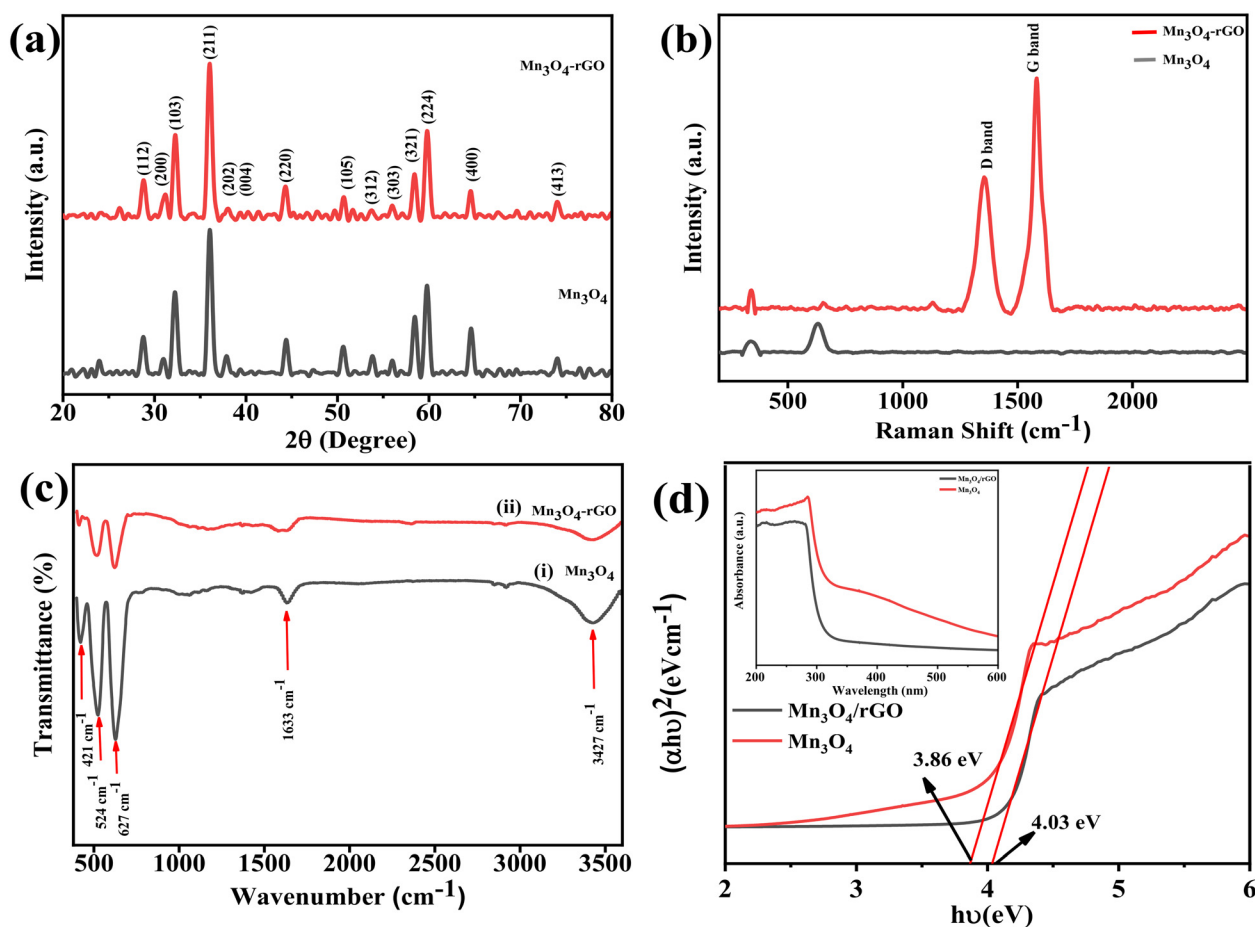 (a)
Intensity (a.u.)
Mn₃O₄-rGO
(112)
(200)
(103)
(211)
(202)
(004)
(220)
(105)
(312)
(303)
(321)
(224)
(400)
(413)
Mn₃O₄
20 30 40 50 60 70 80
2θ (Degree)
(b)
Intensity (a.u.)
Mn₃O₄-rGO
Mn₃O₄
D band
G band
500 1000 1500 2000
Raman Shift (cm⁻¹)
(c)
Transmittance (%)
(ii) Mn₃O₄-rGO
(i) Mn₃O₄
421 cm⁻¹
524 cm⁻¹
627 cm⁻¹
1633 cm⁻¹
3427 cm⁻¹
500 1000 1500 2000 2500 3000 3500
Wavenumber (cm⁻¹)
(d)
(αhυ)²(eVcm⁻¹)
Absorbance (a.u.)
Mn₃O₄/rGO
Mn₃O₄
200 300 400 500 600
Wavelength (nm)
Mn₃O₄/rGO
Mn₃O₄
3.86 eV
4.03 eV
2 3 4 5 6
hυ(eV)